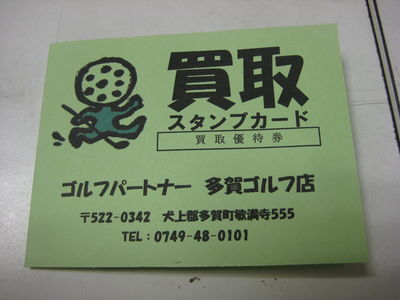 買取
スタンプカード
買取優待券
ゴルフパートナー 多賀ゴルフ店
〒522-0342 犬上郡多賀町敏満寺555
TEL：0749-48-0101